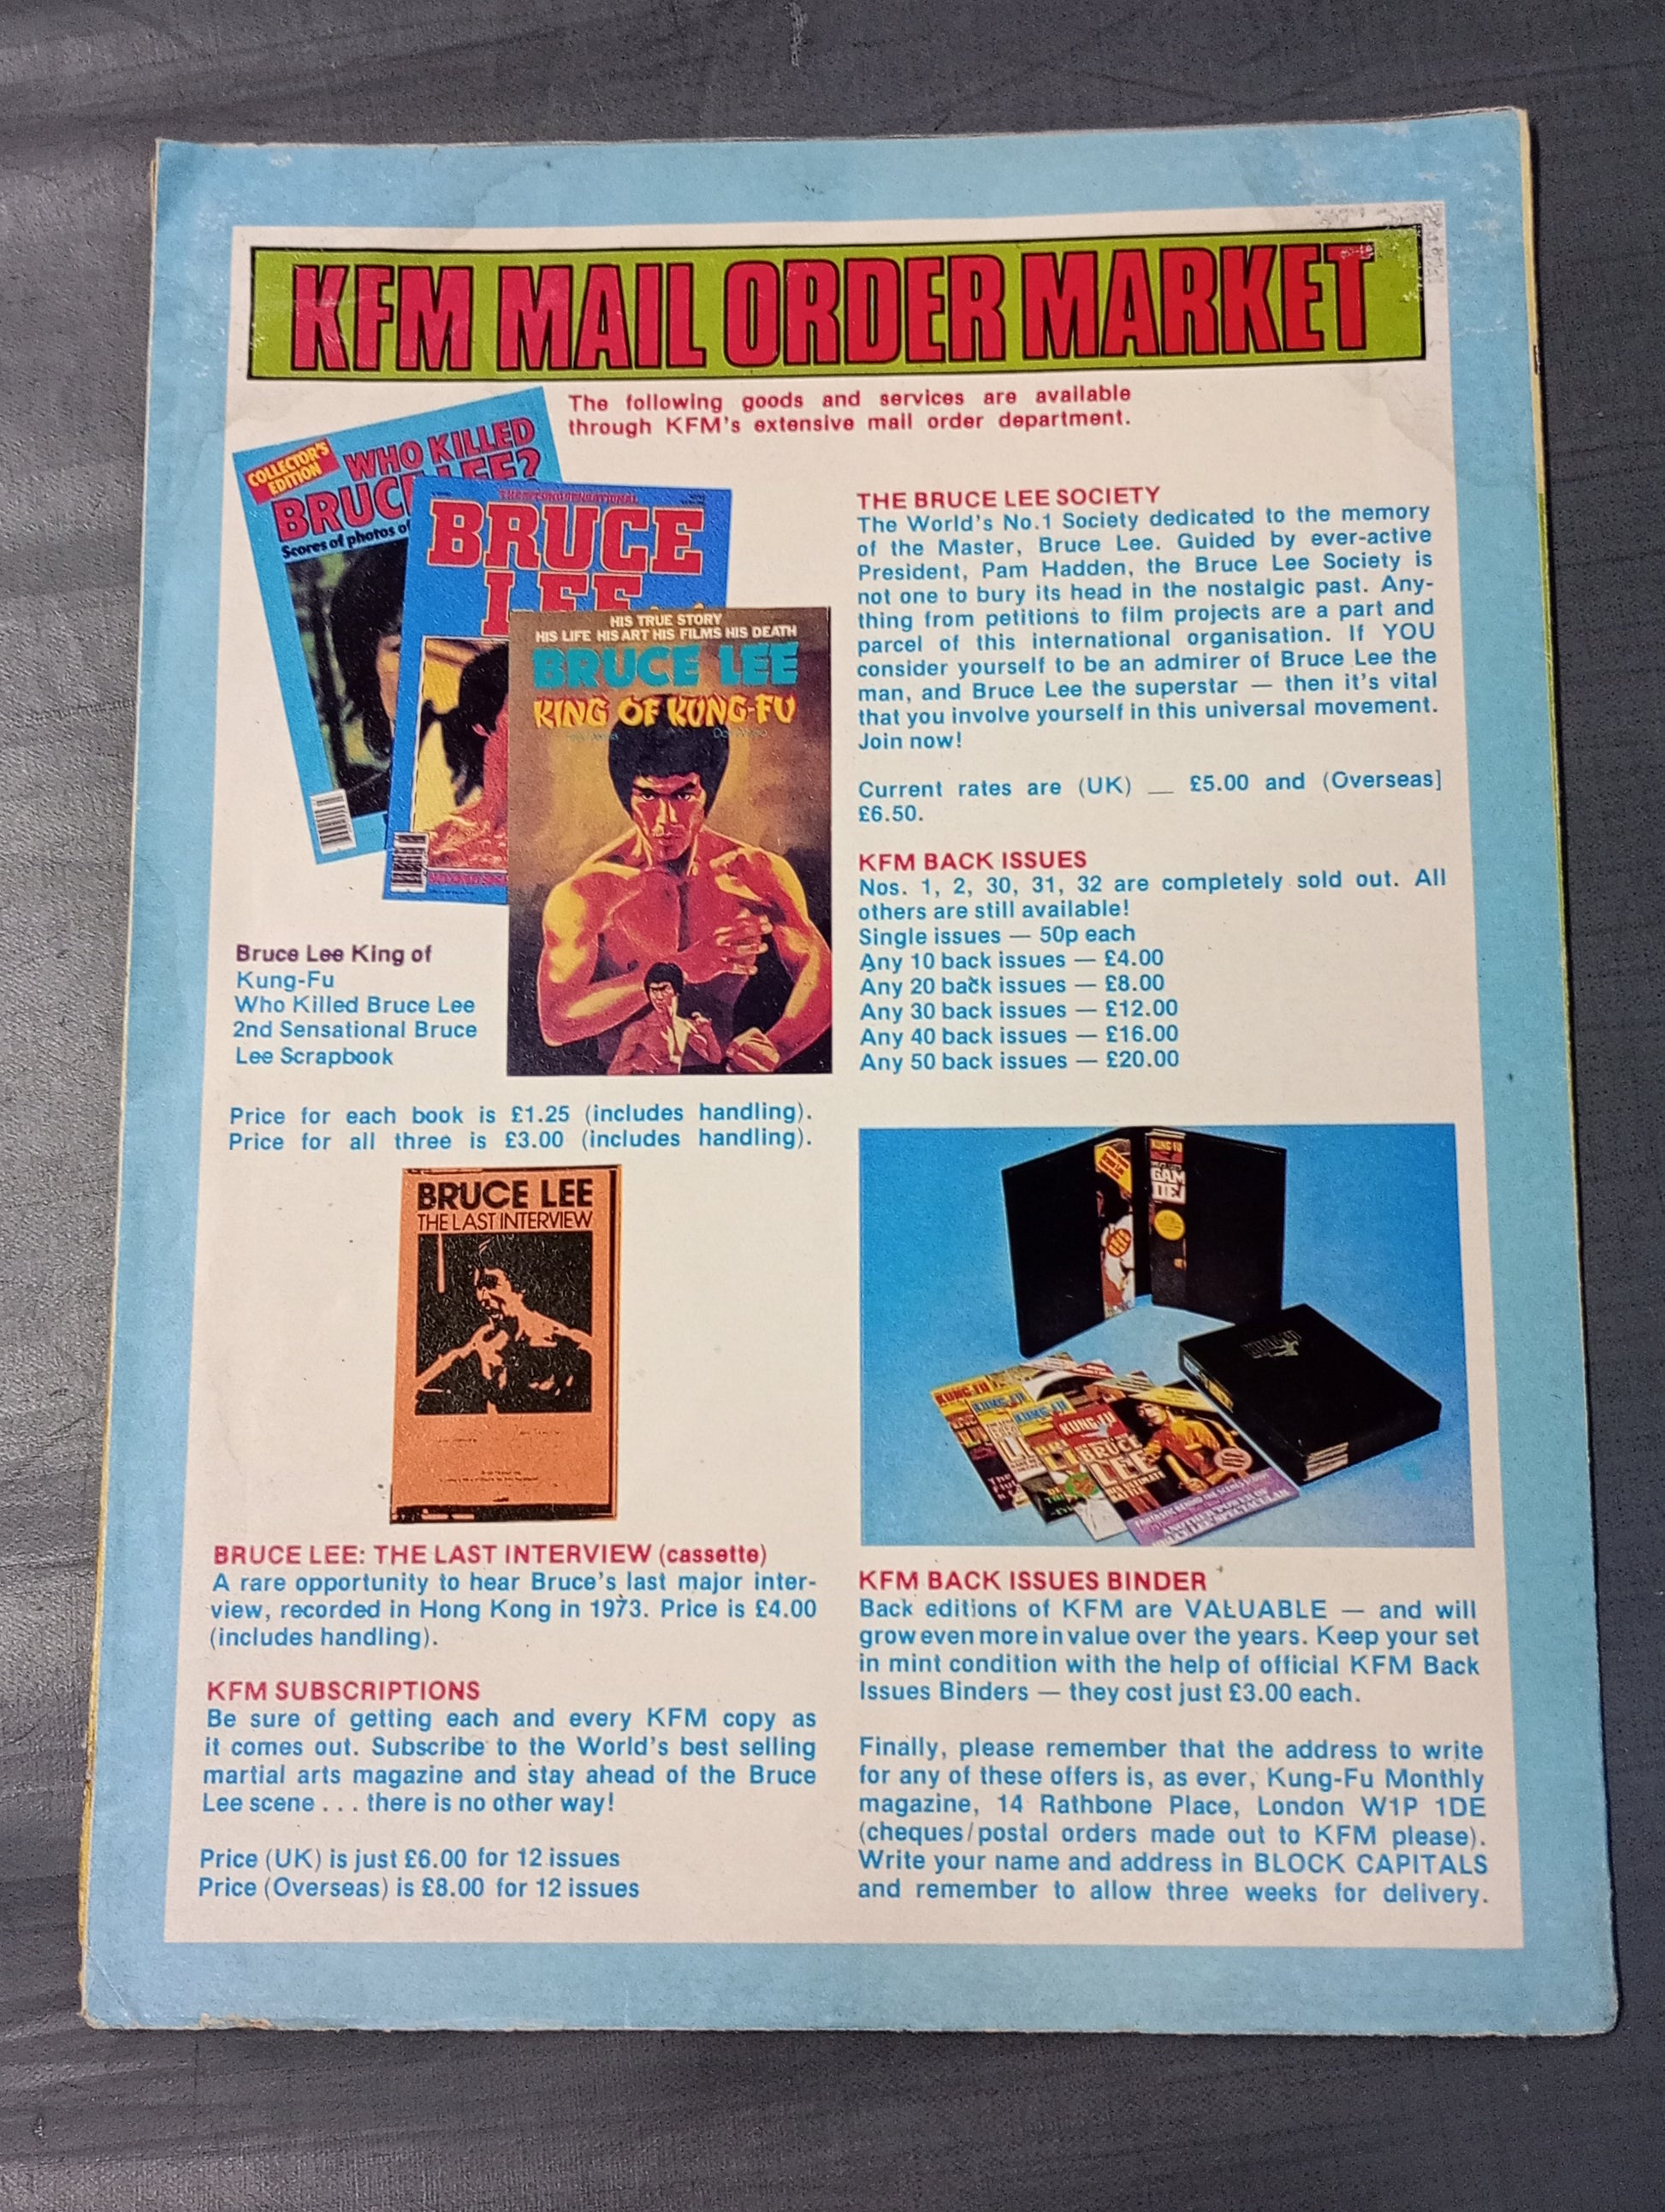 KFM MAIL ORDER MARKET
The following goods and services are available
through KFM's extensive mail order department.
COLLECTOR'S
EDITION
WHO KILLED
BRUCE LEE?
Scores of photos of
BRUCE
LEE
HIS TRUE STORY
HIS LIFE HIS ART HIS FILMS HIS DEATH
BRUCE LEE
KING OF KUNG-FU
Bruce Lee King of
Kung-Fu
Who Killed Bruce Lee
2nd Sensational Bruce
Lee Scrapbook
Price for each book is £1.25 (includes handling).
Price for all three is £3.00 (includes handling).
BRUCE LEE
THE LAST INTERVIEW
BRUCE LEE: THE LAST INTERVIEW (cassette)
A rare opportunity to hear Bruce's last major inter-
view, recorded in Hong Kong in 1973. Price is £4.00
(includes handling).
KFM SUBSCRIPTIONS
Be sure of getting each and every KFM copy as
it comes out. Subscribe to the World's best selling
martial arts magazine and stay ahead of the Bruce
Lee scene . . . there is no other way!
Price (UK) is just £6.00 for 12 issues
Price (Overseas) is £8.00 for 12 issues
THE BRUCE LEE SOCIETY
The World's No.1 Society dedicated to the memory
of the Master, Bruce Lee. Guided by ever-active
President, Pam Hadden, the Bruce Lee Society is
not one to bury its head in the nostalgic past. Any-
thing from petitions to film projects are a part and
parcel of this international organisation. If YOU
consider yourself to be an admirer of Bruce Lee the
man, and Bruce Lee the superstar — then it's vital
that you involve yourself in this universal movement.
Join now!
Current rates are (UK) __ £5.00 and (Overseas]
£6.50.
KFM BACK ISSUES
Nos. 1, 2, 30, 31, 32 are completely sold out. All
others are still available!
Single issues — 50p each
Any 10 back issues — £4.00
Any 20 back issues — £8.00
Any 30 back issues — £12.00
Any 40 back issues — £16.00
Any 50 back issues — £20.00
KUNG-FU
KUNG-FU
KUNG-FU
KUNG-FU
KUNG-FU
BRUCE
LEE
KFM BACK ISSUES BINDER
Back editions of KFM are VALUABLE — and will
grow even more in value over the years. Keep your set
in mint condition with the help of official KFM Back
Issues Binders — they cost just £3.00 each.
Finally, please remember that the address to write
for any of these offers is, as ever, Kung-Fu Monthly
magazine, 14 Rathbone Place, London W1P 1DE
(cheques/postal orders made out to KFM please).
Write your name and address in BLOCK CAPITALS
and remember to allow three weeks for delivery.